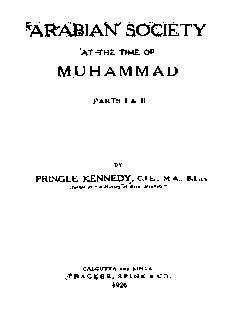 ARABIAN SOCIETY
AT THE TIME OF
MUHAMMAD
PARTS I & II
BY
PRINGLE KENNEDY, C.I.E., M.A., B.L.,
CALCUTTA AND SIMLA
THACKER, SPINK & CO.
1926